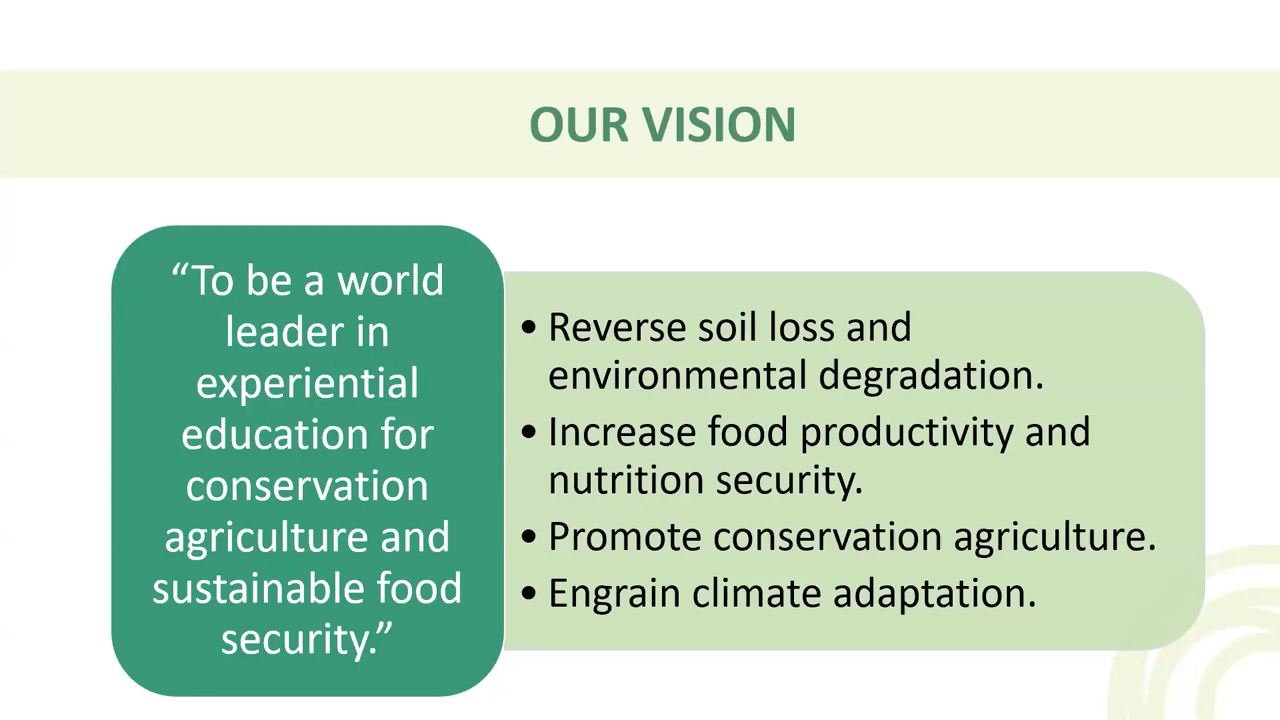 OUR VISION
“To be a world
leader in
experiential
education for
conservation
agriculture and
sustainable food
security.”
• Reverse soil loss and
environmental degradation.
• Increase food productivity and
nutrition security.
• Promote conservation agriculture.
• Engrain climate adaptation.